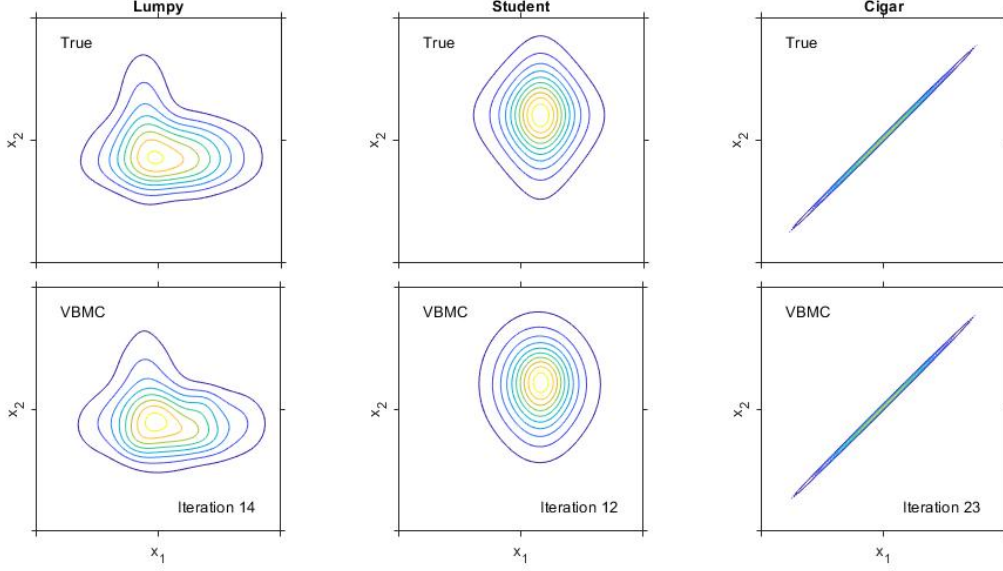 Lumpy
Student
Cigar
True
True
True
x2
x2
x2
VBMC
VBMC
VBMC
x2
x2
x2
Iteration 14
Iteration 12
Iteration 23
x1
x1
x1